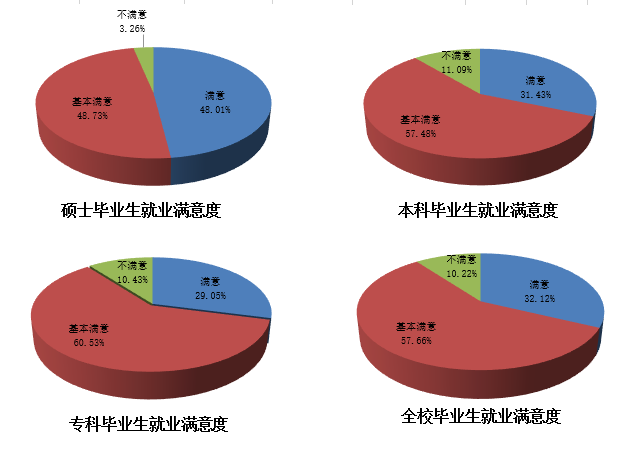 不满意
3.26%
满意
48.01%
基本满意
48.73%
硕士毕业生就业满意度
不满意
11.09%
满意
31.43%
基本满意
57.48%
本科毕业生就业满意度
不满意
10.43%
满意
29.05%
基本满意
60.53%
专科毕业生就业满意度
不满意
10.22%
满意
32.12%
基本满意
57.66%
全校毕业生就业满意度